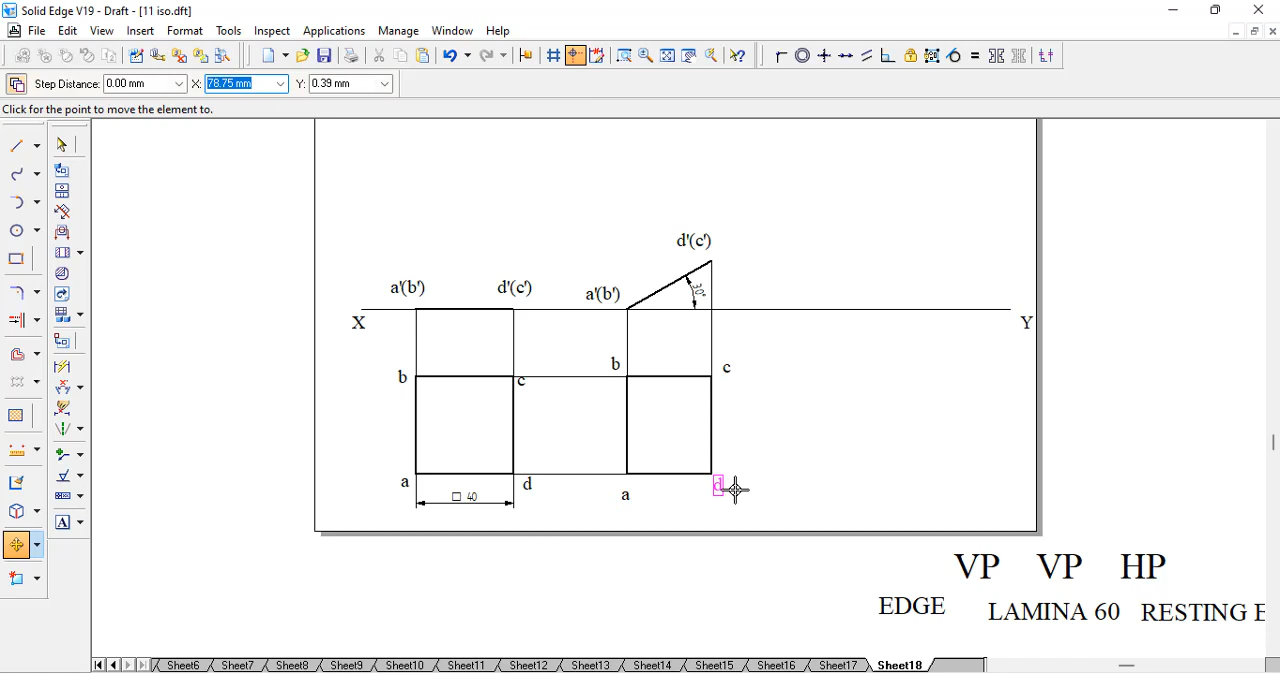 Solid Edge V19 - Draft - [11 iso.dft]
File Edit View Insert Format Tools Inspect Applications Manage Window Help
Step Distance: 0.00 mm X: 78.75 mm Y: 0.39 mm
Click for the point to move the element to.
d'(c')
a'(b') d'(c') a'(b') 30°
X Y
b c b c
a d a d
□ 40
VP VP HP
EDGE LAMINA 60 RESTING E
A
Sheet6 Sheet7 Sheet8 Sheet9 Sheet10 Sheet11 Sheet12 Sheet13 Sheet14 Sheet15 Sheet16 Sheet17 Sheet18